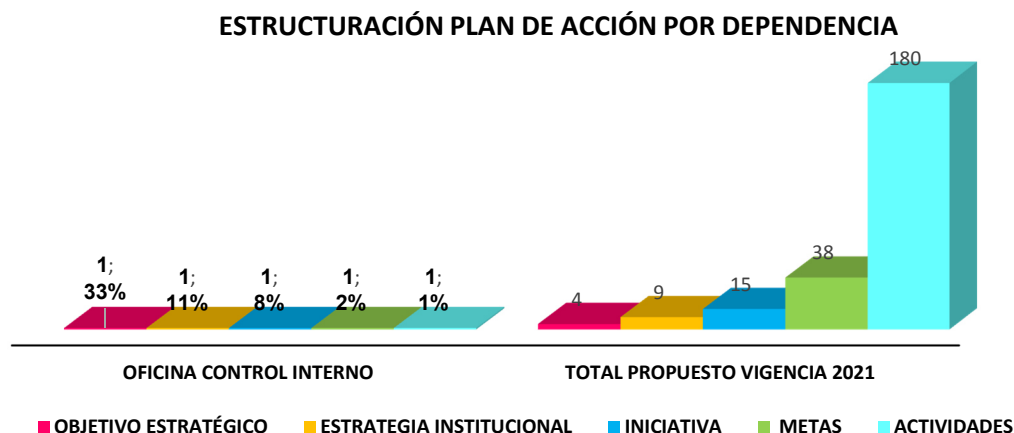 ESTRUCTURACIÓN PLAN DE ACCIÓN POR DEPENDENCIA
180
38
15
9
4
1;
33%
1;
11%
1;
8%
1;
2%
1;
1%
OFICINA CONTROL INTERNO
TOTAL PROPUESTO VIGENCIA 2021
OBJETIVO ESTRATÉGICO
ESTRATEGIA INSTITUCIONAL
INICIATIVA
METAS
ACTIVIDADES